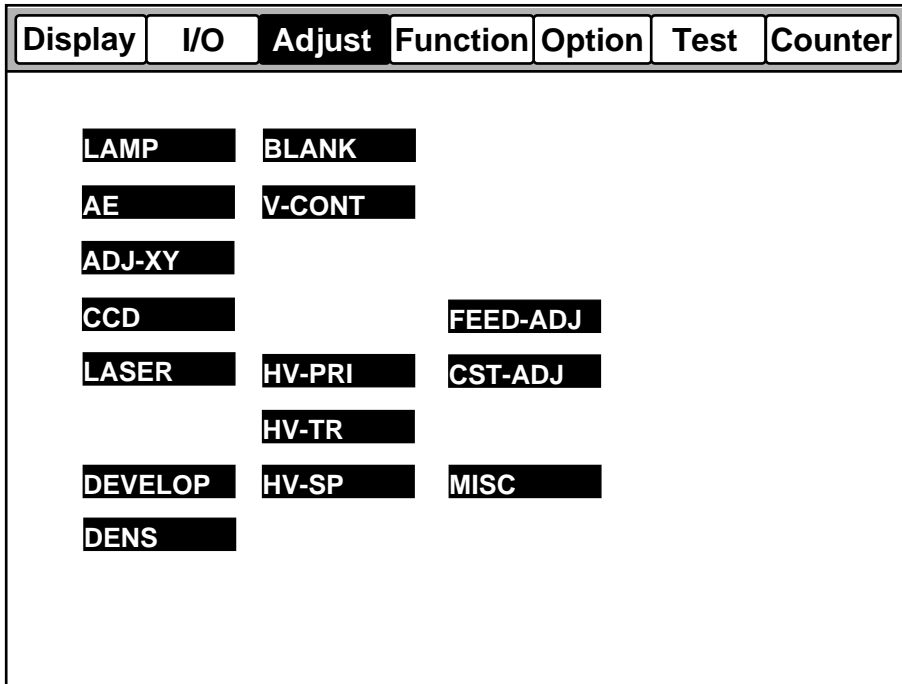 Display I/O Adjust Function Option Test Counter
LAMP BLANK
AE V-CONT
ADJ-XY
CCD FEED-ADJ
LASER HV-PRI CST-ADJ
HV-TR
DEVELOP HV-SP MISC
DENS